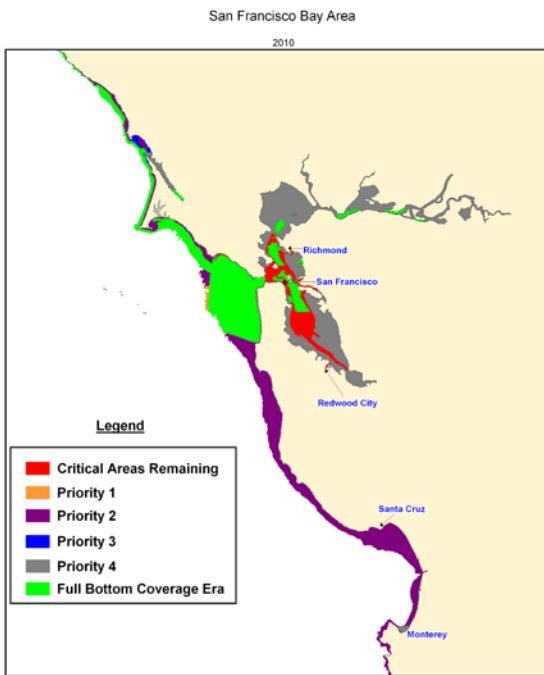 San Francisco Bay Area
2010
Richmond
San Francisco
Redwood City
Legend
Critical Areas Remaining
Priority 1
Priority 2
Priority 3
Priority 4
Full Bottom Coverage Era
Santa Cruz
Monterey